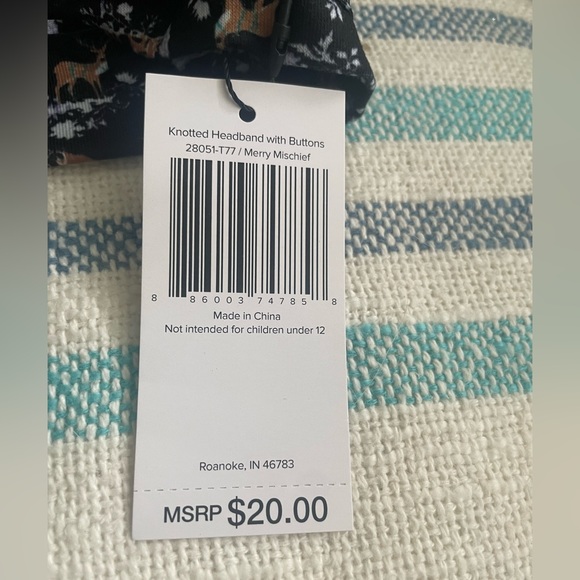 Knotted Headband with Buttons
28051-T77 / Merry Mischief
8 86003 74785 8
Made in China
Not intended for children under 12
Roanoke, IN 46783
MSRP $20.00